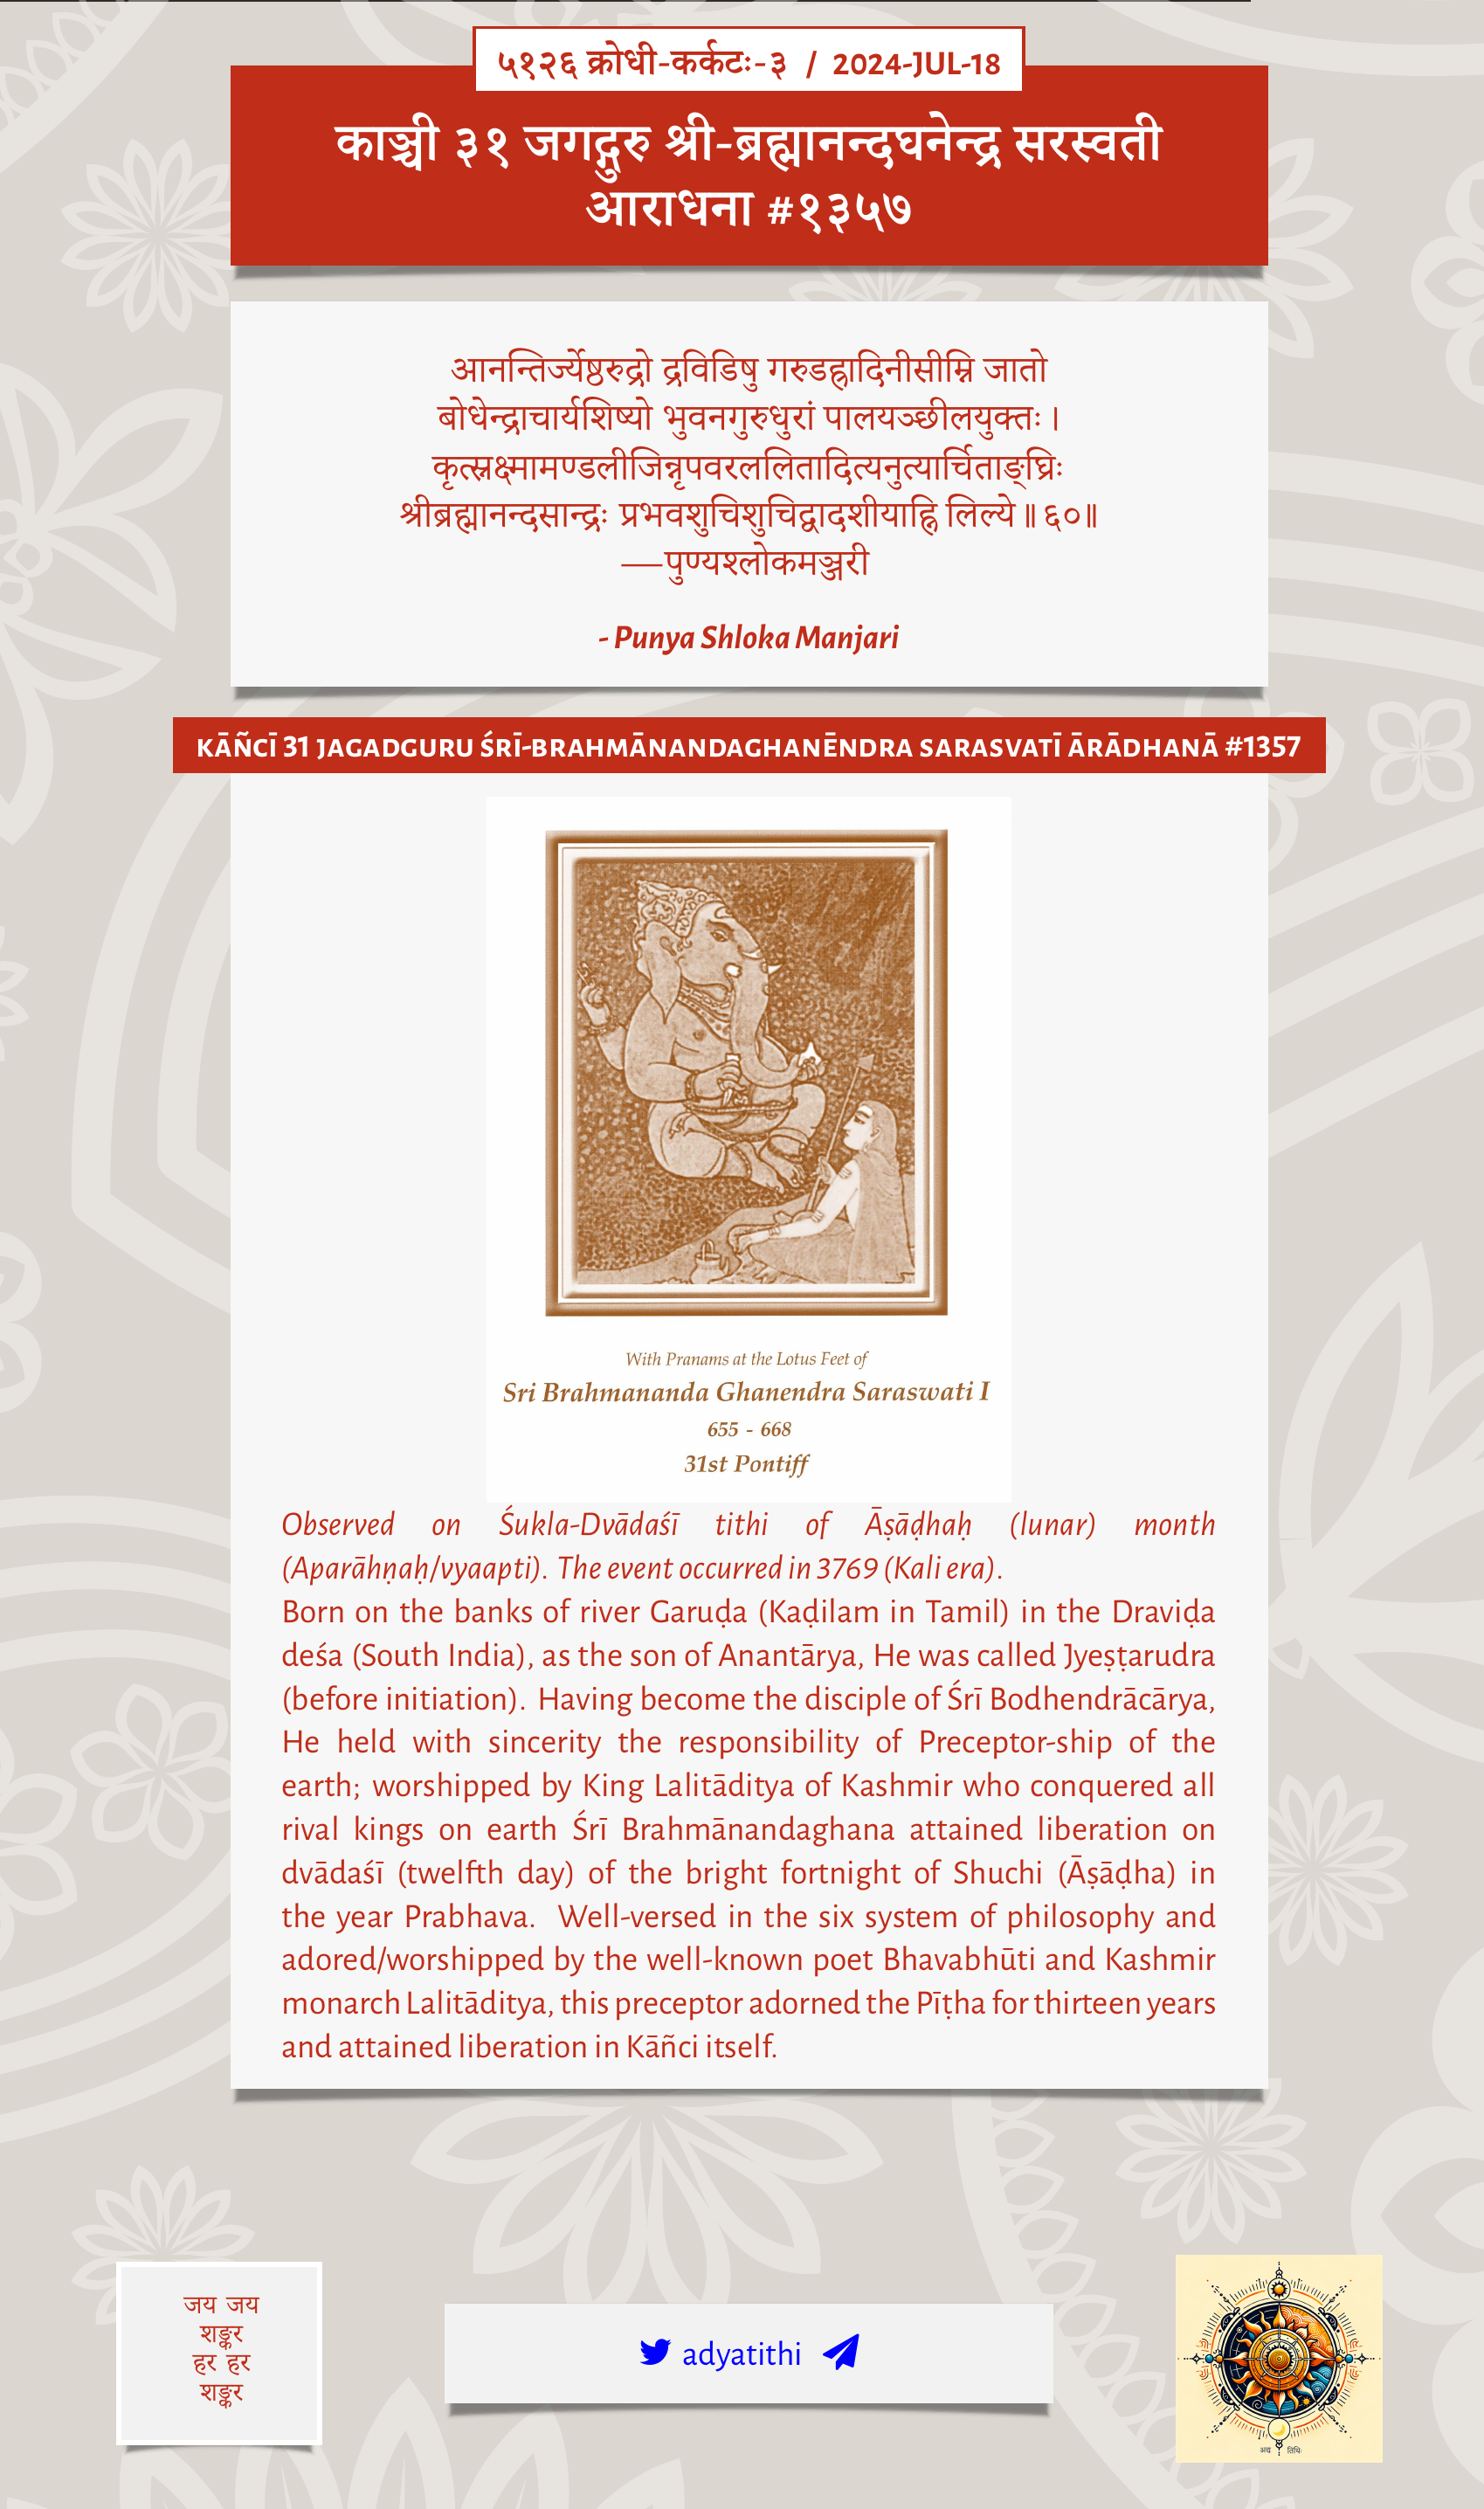 ५१२६ क्रोधी-कर्कटः-३ / 2024-JUL-18
काञ्ची ३१ जगद्गुरु श्री-ब्रह्मानन्दघनेन्द्र सरस्वती
आराधना #१३५७
आनन्तिर्ज्येष्ठरुद्रो द्रविडिषु गरुडह्रादिनीसीम्नि जातो
बोधेन्द्राचार्यशिष्यो भुवनगुरुधुरां पालयञ्छीलयुक्तः।
कृत्स्नक्ष्मामण्डलीजिन्नृपवरललितादित्यनुत्यार्चिताङ्घ्रिः
श्रीब्रह्मानन्दसान्द्रः प्रभवशुचिशुचिद्वादशीयाह्नि लिल्ये॥६०॥
—पुण्यश्लोकमञ्जरी
- Punya Shloka Manjari
KĀÑCĪ 31 JAGADGURU ŚRĪ-BRAHMĀNANDAGHANĒNDRA SARASVATĪ ĀRĀDHANĀ #1357
With Pranams at the Lotus Feet of
Sri Brahmananda Ghanendra Saraswati I
655 - 668
31st Pontiff
Observed on Śukla-Dvādaśī tithi of Āṣāḍhaḥ (lunar) month
(Aparāhṇaḥ/vyaapti). The event occurred in 3769 (Kali era).
Born on the banks of river Garuḍa (Kaḍilam in Tamil) in the Draviḍa
deśa (South India), as the son of Anantārya, He was called Jyeṣṭarudra
(before initiation). Having become the disciple of Śrī Bodhendrācārya,
He held with sincerity the responsibility of Preceptor-ship of the
earth; worshipped by King Lalitāditya of Kashmir who conquered all
rival kings on earth Śrī Brahmānandaghana attained liberation on
dvādaśī (twelfth day) of the bright fortnight of Shuchi (Āṣāḍha) in
the year Prabhava. Well-versed in the six system of philosophy and
adored/worshipped by the well-known poet Bhavabhūti and Kashmir
monarch Lalitāditya, this preceptor adorned the Pīṭha for thirteen years
and attained liberation in Kāñci itself.
जय जय
शङ्कर
हर हर
शङ्कर
adyatithi
अद्य तिथिः